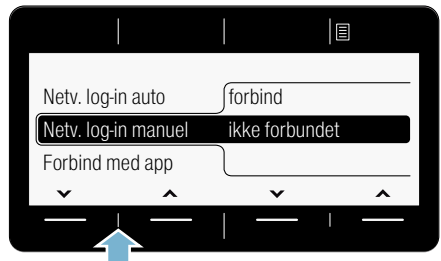 Netv. log-in auto forbind
Netv. log-in manuel ikke forbundet
Forbind med app